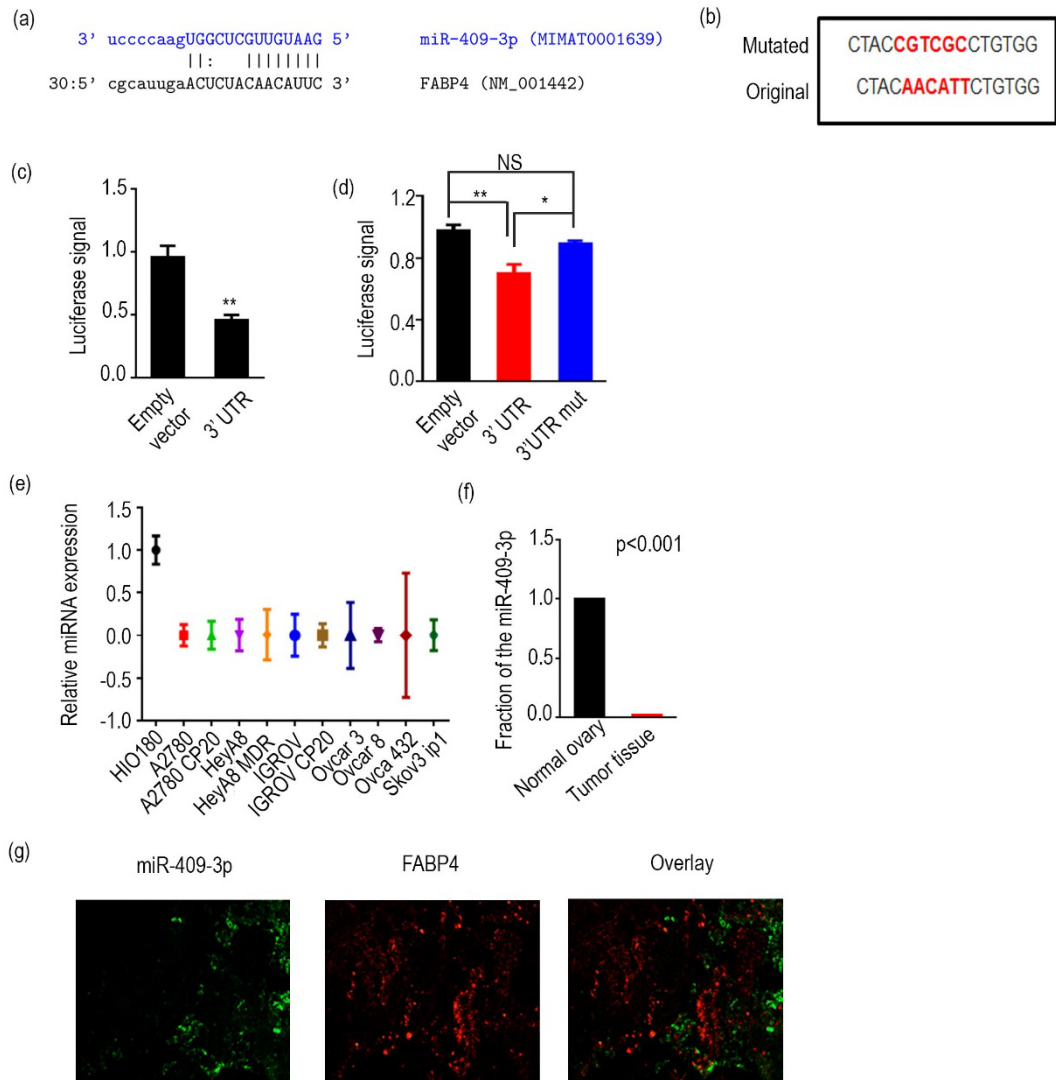 (a)
3' uccccaagUGGCUCGUUGUAAG 5' miR-409-3p (MIMAT0001639)
||: ||||||||
30:5' cgcauugaACUCUACAACAUUC 3' FABP4 (NM_001442)
(b)
Mutated CTACCGTCGCCTGTGG
Original CTACAACATTCTGTGG
(c)
Luciferase signal
1.5
1.0
0.5
0.0
**
Empty vector
3' UTR
(d)
Luciferase signal
1.2
0.8
0.4
0.0
NS
**
*
Empty vector
3' UTR
3'UTR mut
(e)
Relative miRNA expression
1.5
1.0
0.5
0.0
-0.5
-1.0
HIO180
A2780
A2780 CP20
HeyA8
HeyA8 MDR
IGROV
IGROV CP20
Ovcar 3
Ovcar 8
Ovca 432
Skov3 ip1
(f)
Fraction of the miR-409-3p
1.5
1.0
0.5
0.0
p<0.001
Normal ovary
Tumor tissue
(g)
miR-409-3p FABP4 Overlay